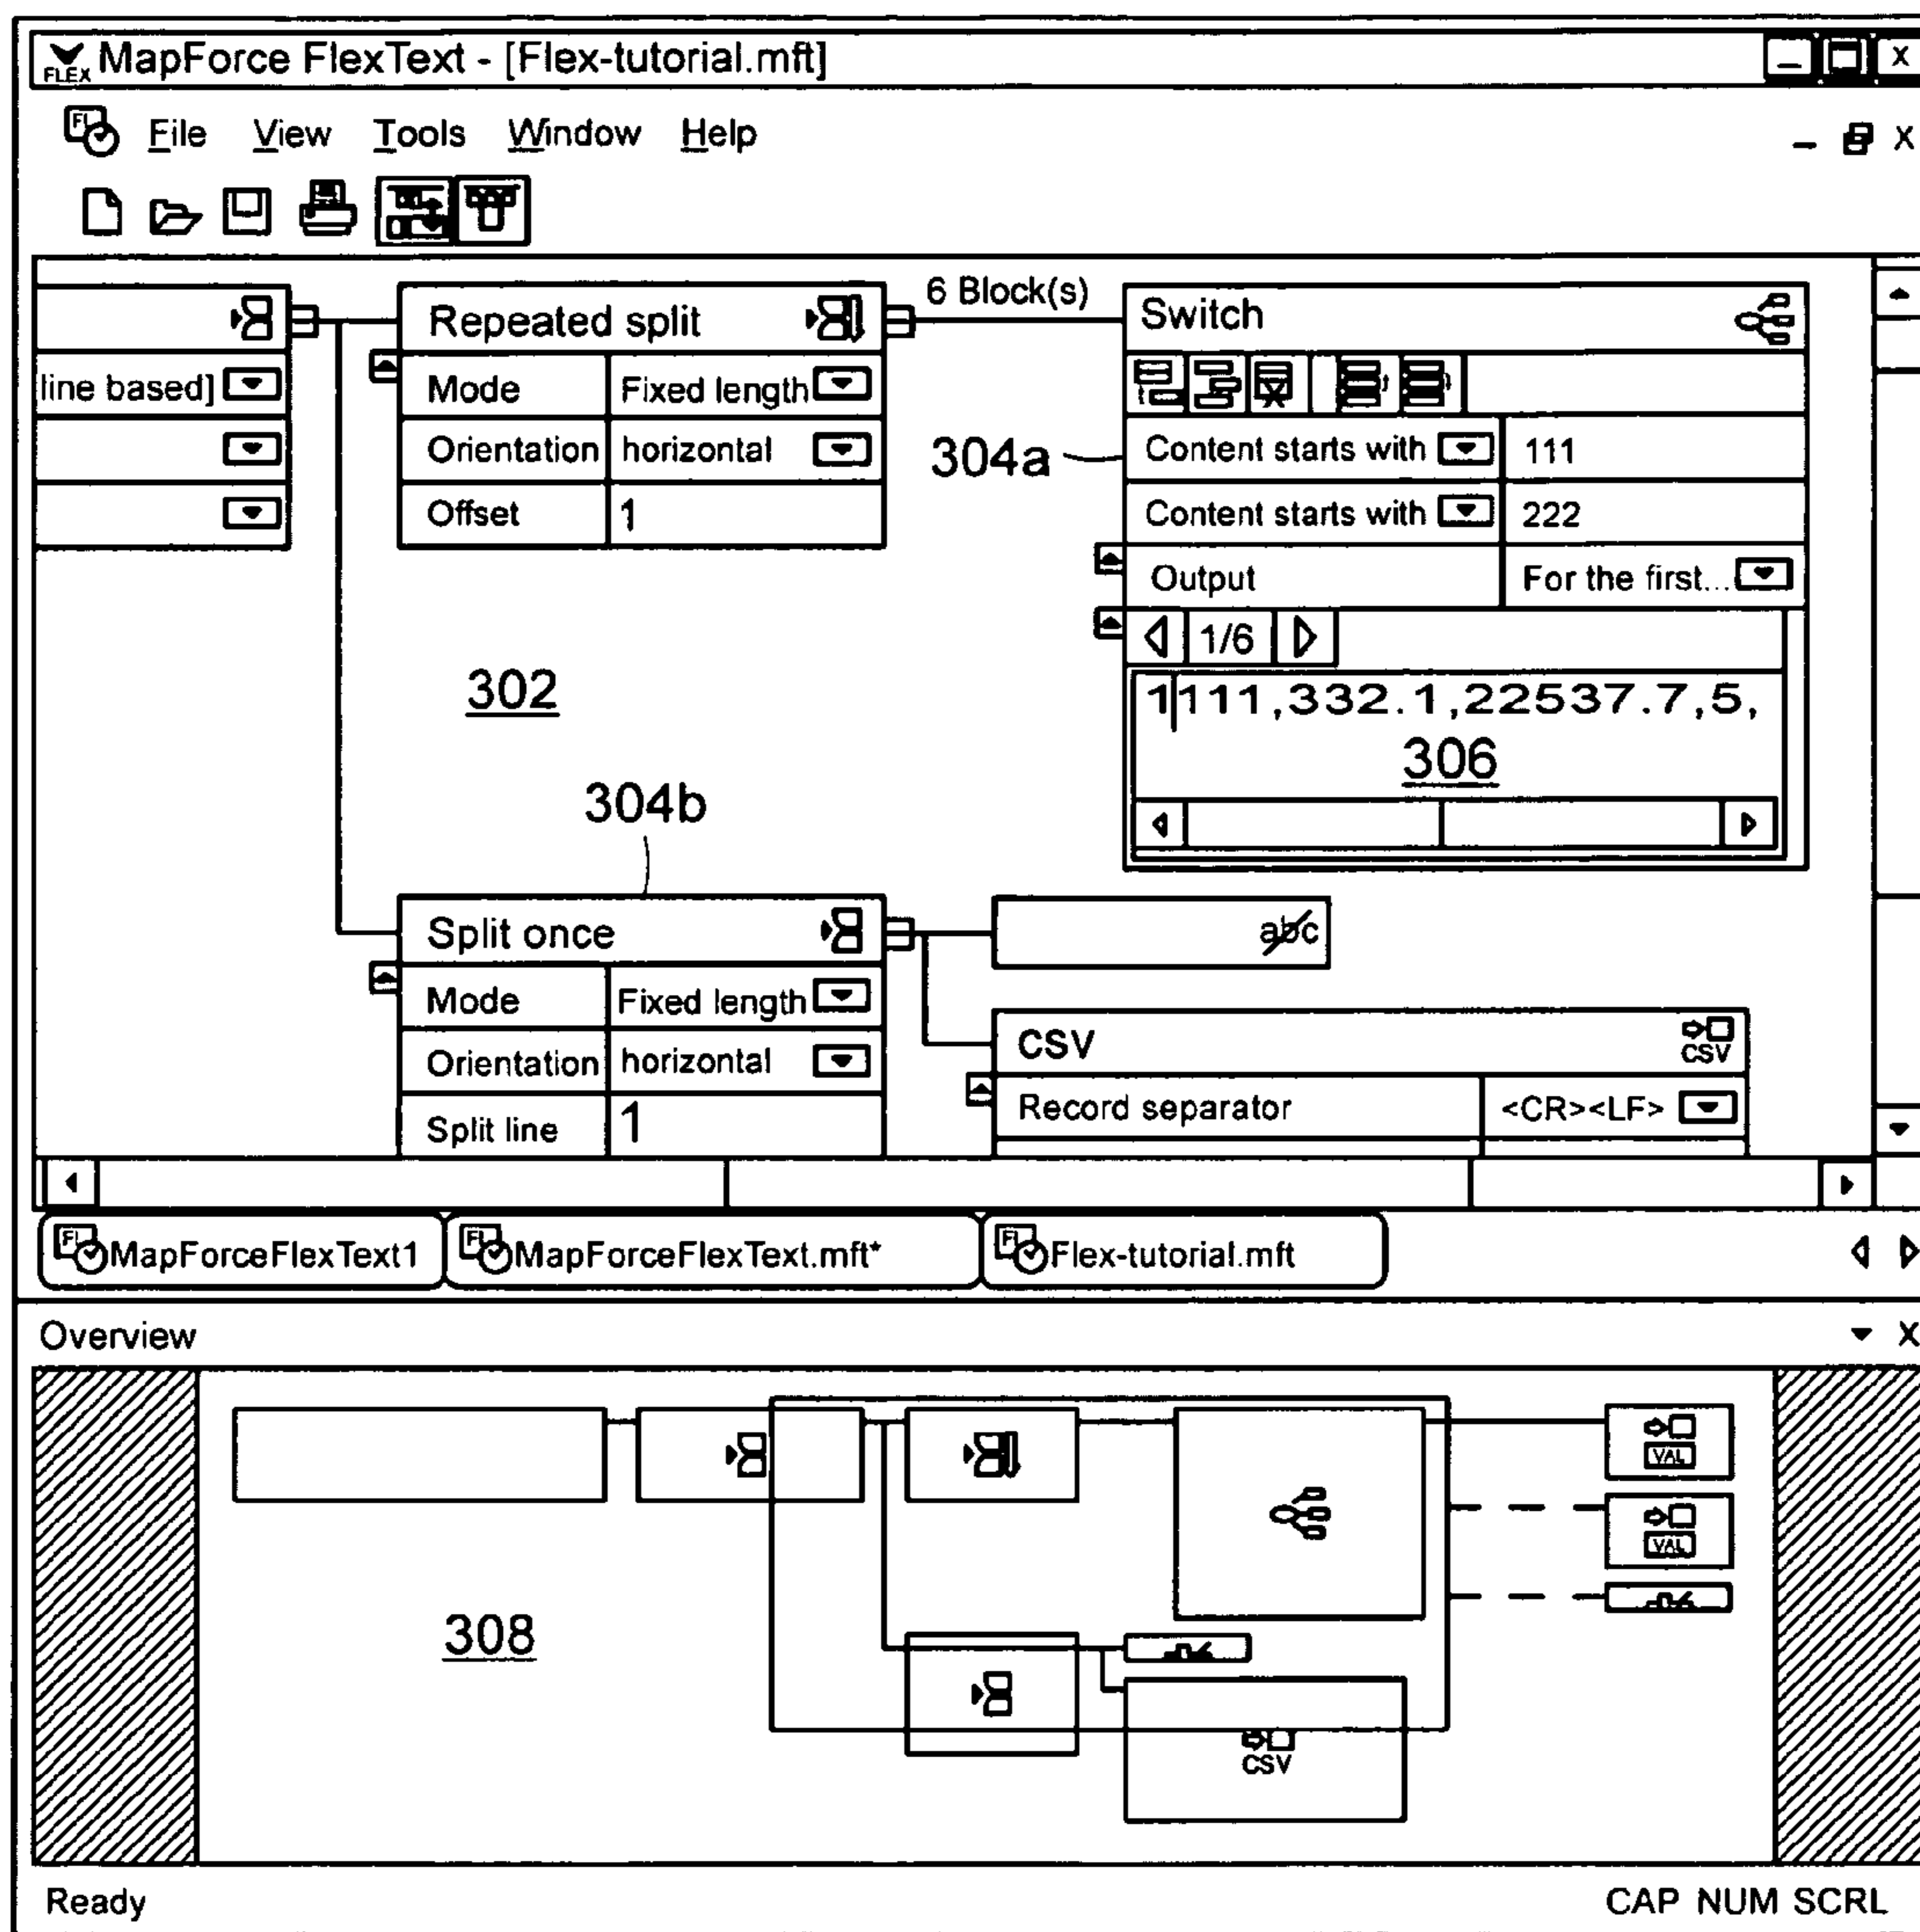 FLEX MapForce FlexText - [Flex-tutorial.mft] X
File View Tools Window Help X
6 Block(s)
Repeated split
Switch
line based]
Mode Fixed length
Orientation horizontal
Offset 1
304a
Content starts with 111
Content starts with 222
Output For the first...
1/6
1111,332.1,22537.7,5,
306
302
304b
Split once
abc
Mode Fixed length
Orientation horizontal
Split line 1
CSV
CSV
Record separator <CR><LF>
MapForceFlexText1
MapForceFlexText.mft*
Flex-tutorial.mft
Overview X
VAL
VAL
308
CSV
Ready CAP NUM SCRL